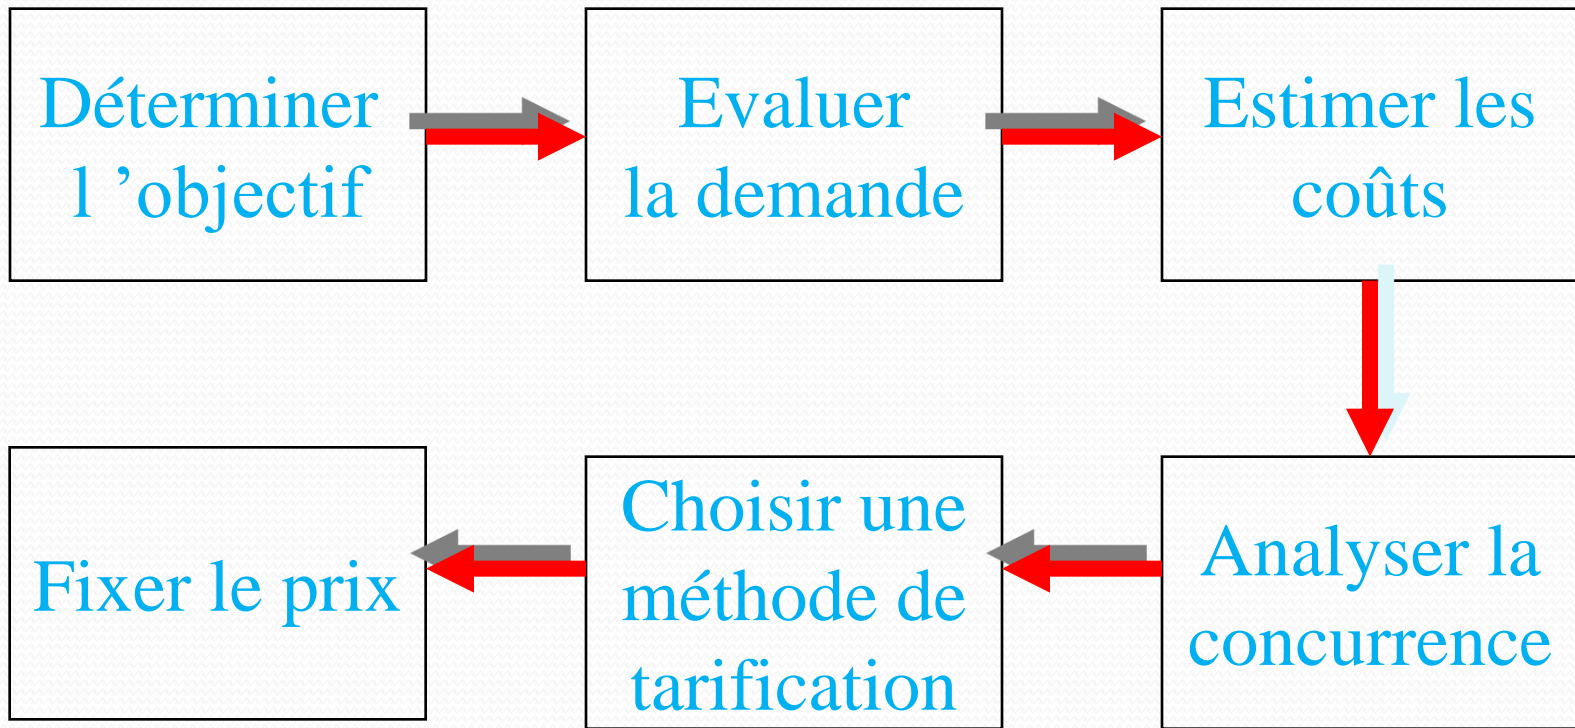 Déterminer
l ’objectif
Evaluer
la demande
Estimer les
coûts
Fixer le prix
Choisir une
méthode de
tarification
Analyser la
concurrence